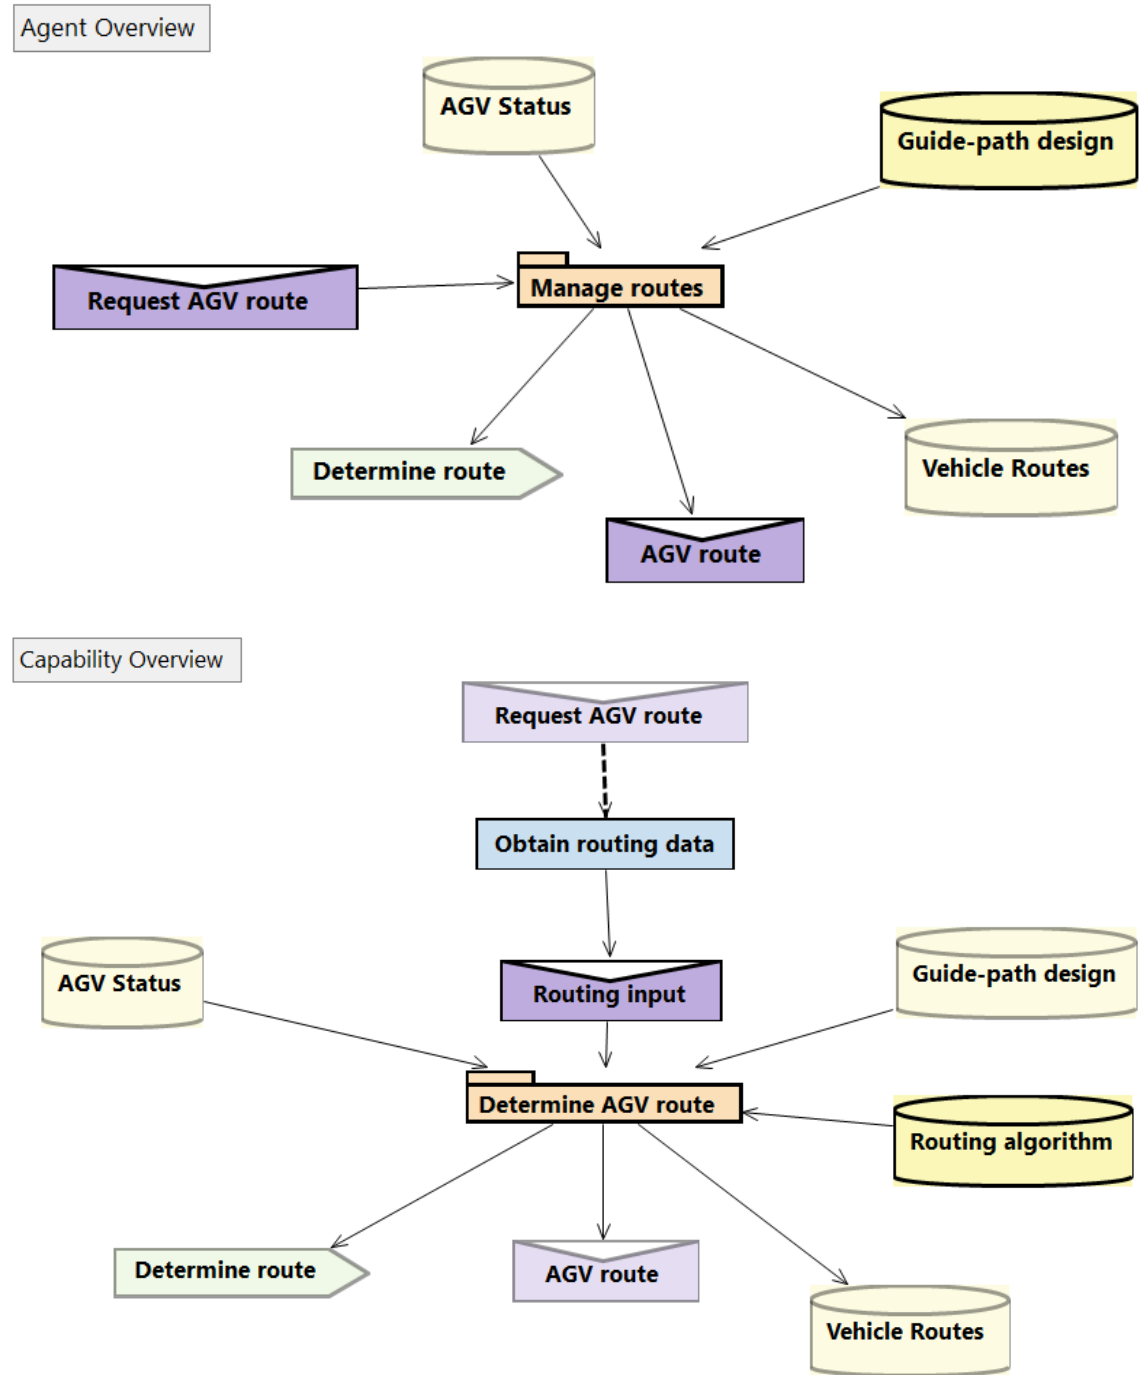 Agent Overview
AGV Status
Guide-path design
Request AGV route
Manage routes
Determine route
Vehicle Routes
AGV route
Capability Overview
Request AGV route
Obtain routing data
AGV Status
Guide-path design
Routing input
Determine AGV route
Routing algorithm
Determine route
AGV route
Vehicle Routes